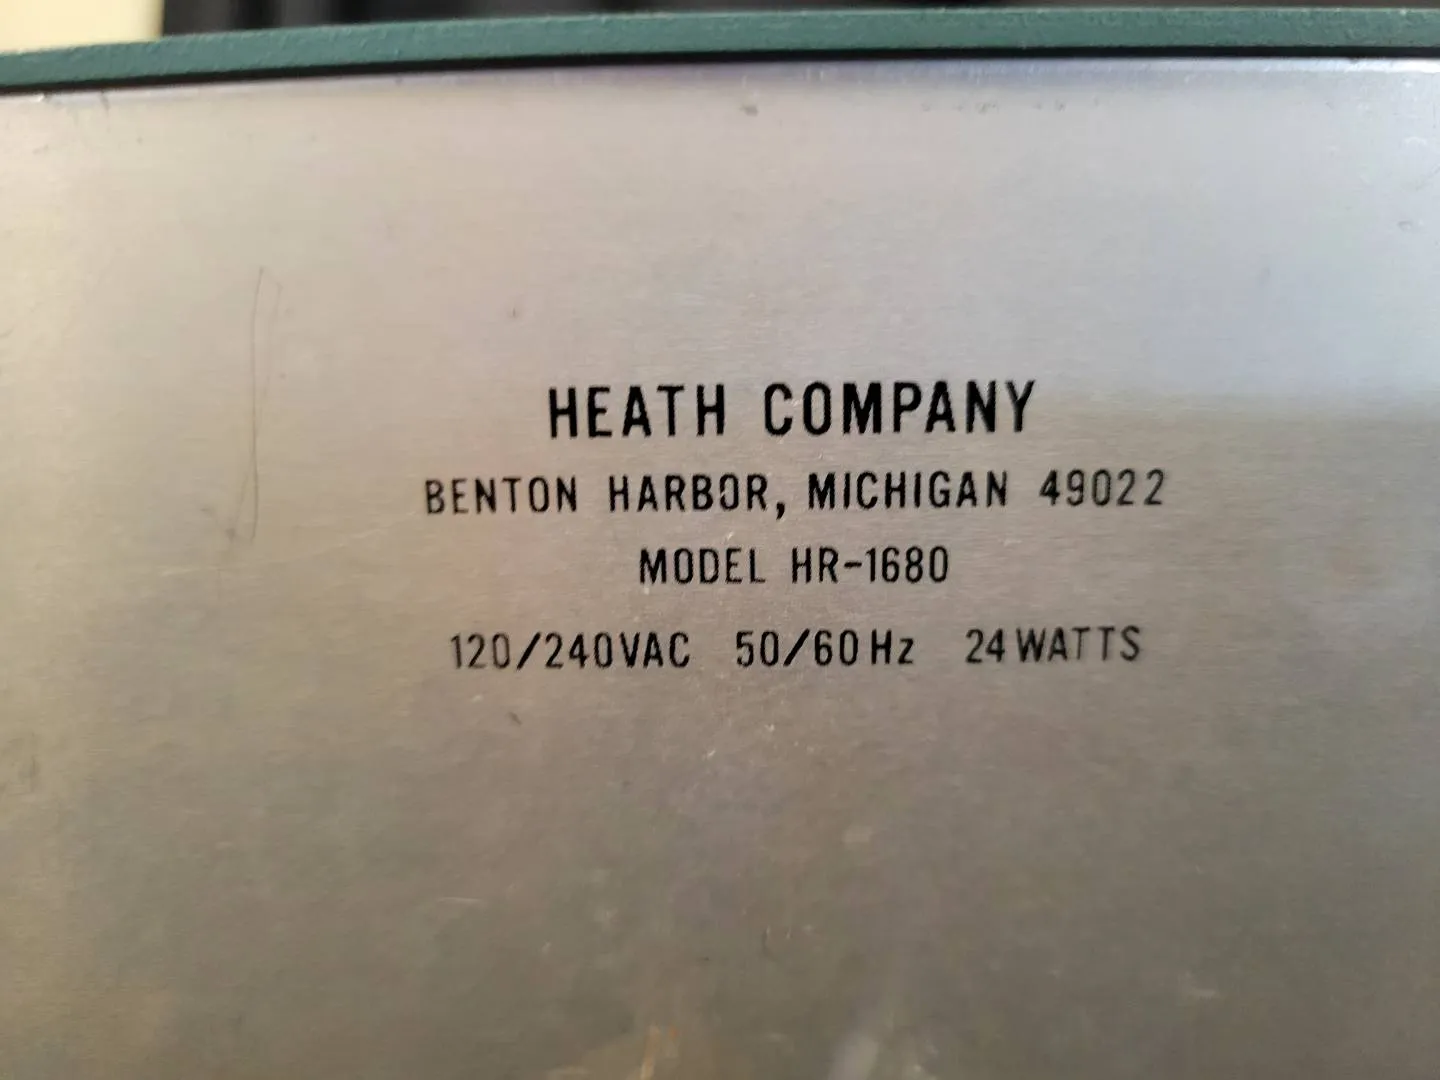 HEATH COMPANY
BENTON HARBOR, MICHIGAN 49022
MODEL HR-1680
120/240VAC 50/60Hz 24WATTS